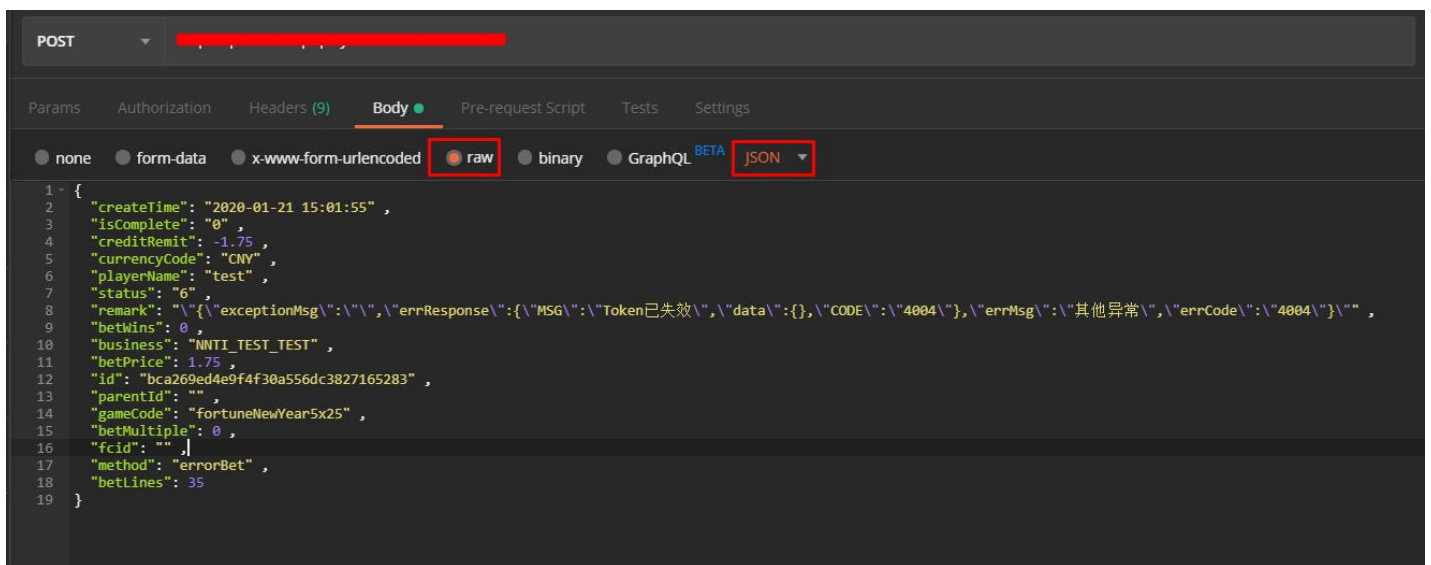 POST
Params Authorization Headers (9) Body Pre-request Script Tests Settings
none form-data x-www-form-urlencoded raw binary GraphQL BETA JSON
1 {
2 "createTime": "2020-01-21 15:01:55" ,
3 "isComplete": "0" ,
4 "creditRemit": -1.75 ,
5 "currencyCode": "CNY" ,
6 "playerName": "test" ,
7 "status": "6" ,
8 "remark": "\"{\"exceptionMsg\":\"\",\"errResponse\":{\"MSG\":\"Token已失效\",\"data\":{},\"CODE\":\"4004\"},\"errMsg\":\"其他异常\",\"errCode\":\"4004\"}\"" ,
9 "betWins": 0 ,
10 "business": "NNTI_TEST_TEST" ,
11 "betPrice": 1.75 ,
12 "id": "bca269ed4e9f4f30a556dc3827165283" ,
13 "parentId": "" ,
14 "gameCode": "fortuneNewYear5x25" ,
15 "betMultiple": 0 ,
16 "fcid": "" ,
17 "method": "errorBet" ,
18 "betLines": 35
19 }